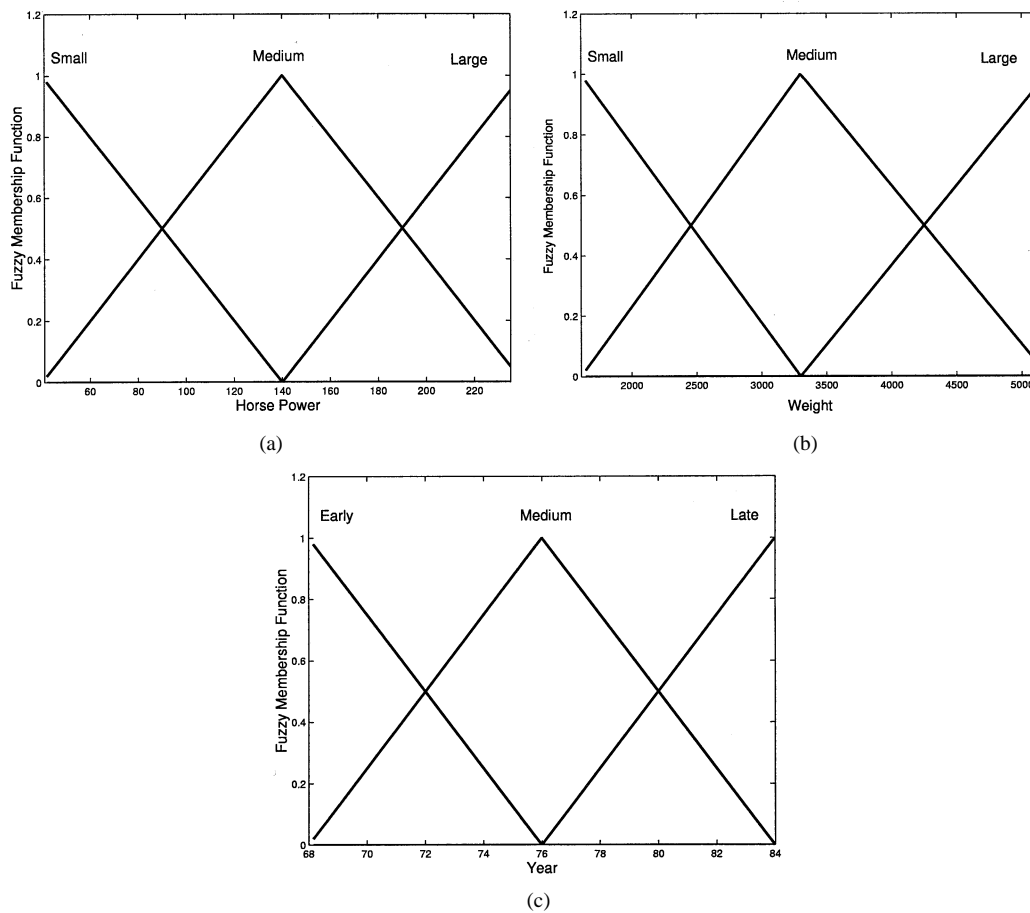 1.2
Small
Medium
Large
1
0.8
0.6
0.4
0.2
0
Fuzzy Membership Function
60 80 100 120 140 160 180 200 220
Horse Power
(a)
1.2
Small
Medium
Large
1
0.8
0.6
0.4
0.2
0
Fuzzy Membership Function
2000 2500 3000 3500 4000 4500 5000
Weight
(b)
1.2
Early
Medium
Late
1
0.8
0.6
0.4
0.2
0
Fuzzy Membership Function
68 70 72 74 76 78 80 82 84
Year
(c)